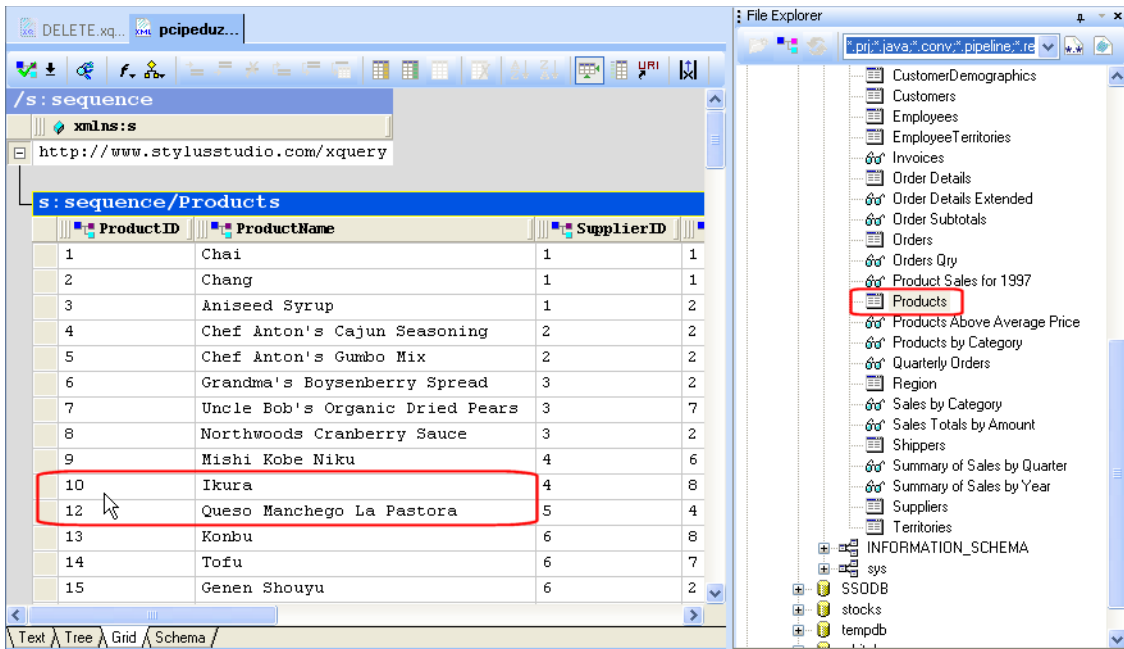 DELETE.xq...
pcipeduz...
URI
/s:sequence
xmlns:s
http://www.stylusstudio.com/xquery
s:sequence/Products
ProductID ProductName SupplierID
1 Chai 1 1
2 Chang 1 1
3 Aniseed Syrup 1 2
4 Chef Anton's Cajun Seasoning 2 2
5 Chef Anton's Gumbo Mix 2 2
6 Grandma's Boysenberry Spread 3 2
7 Uncle Bob's Organic Dried Pears 3 7
8 Northwoods Cranberry Sauce 3 2
9 Mishi Kobe Niku 4 6
10 Ikura 4 8
12 Queso Manchego La Pastora 5 4
13 Konbu 6 8
14 Tofu 6 7
15 Genen Shouyu 6 2
Text Tree Grid Schema
File Explorer
*.prj;*.java;*.conv;*.pipeline;*.re
CustomerDemographics
Customers
Employees
EmployeeTerritories
Invoices
Order Details
Order Details Extended
Order Subtotals
Orders
Orders Qry
Product Sales for 1997
Products
Products Above Average Price
Products by Category
Quarterly Orders
Region
Sales by Category
Sales Totals by Amount
Shippers
Summary of Sales by Quarter
Summary of Sales by Year
Suppliers
Territories
INFORMATION_SCHEMA
sys
SSODB
stocks
tempdb